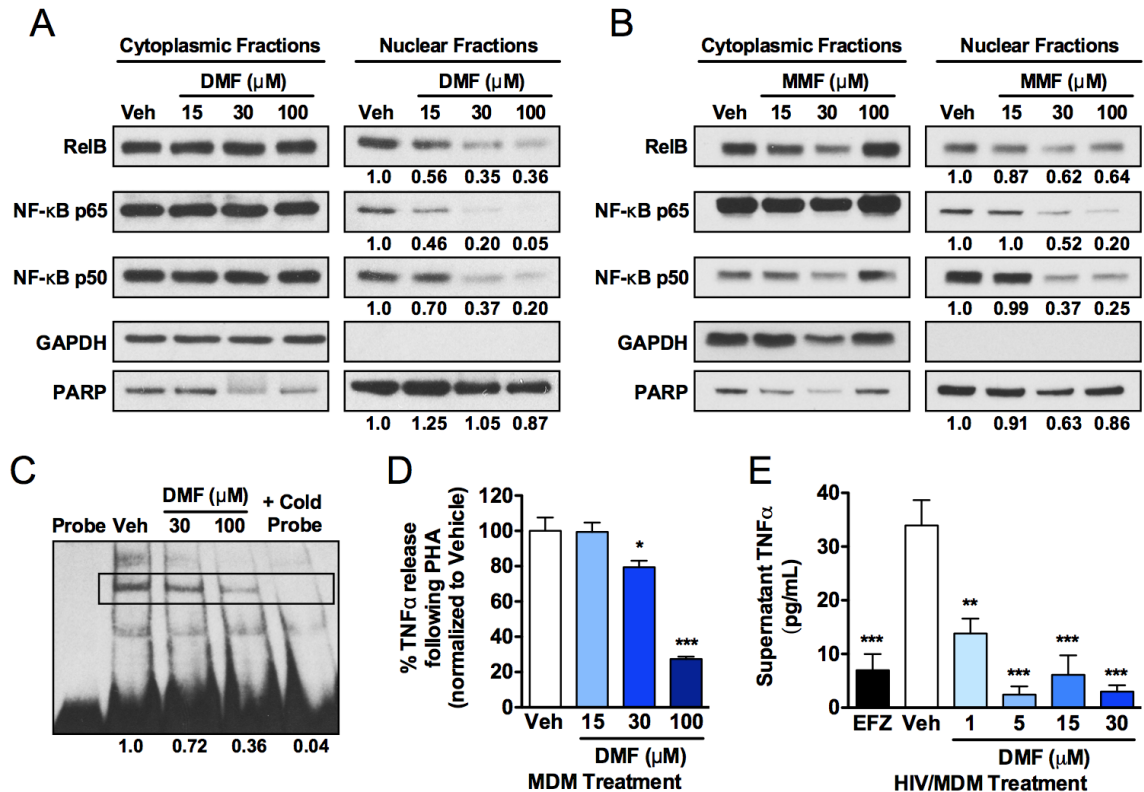 A
Cytoplasmic Fractions Nuclear Fractions
DMF (μM) DMF (μM)
Veh 15 30 100 Veh 15 30 100
RelB
1.0 0.56 0.35 0.36
NF-κB p65
1.0 0.46 0.20 0.05
NF-κB p50
1.0 0.70 0.37 0.20
GAPDH
PARP
1.0 1.25 1.05 0.87
B
Cytoplasmic Fractions Nuclear Fractions
MMF (μM) MMF (μM)
Veh 15 30 100 Veh 15 30 100
RelB
1.0 0.87 0.62 0.64
NF-κB p65
1.0 1.0 0.52 0.20
NF-κB p50
1.0 0.99 0.37 0.25
GAPDH
PARP
1.0 0.91 0.63 0.86
C
DMF (μM) + Cold
Probe Veh 30 100 Probe
1.0 0.72 0.36 0.04
D
% TNFα release
following PHA
(normalized to Vehicle)
120
100
80
60
40
20
0
*
***
Veh 15 30 100
DMF (μM)
MDM Treatment
E
Supernatant TNFα
(pg/mL)
40
30
20
10
0
***
**
***
***
***
EFZ Veh 1 5 15 30
DMF (μM)
HIV/MDM Treatment